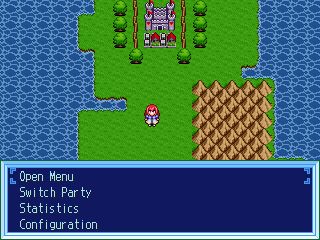 Open Menu
Switch Party
Statistics
Configuration